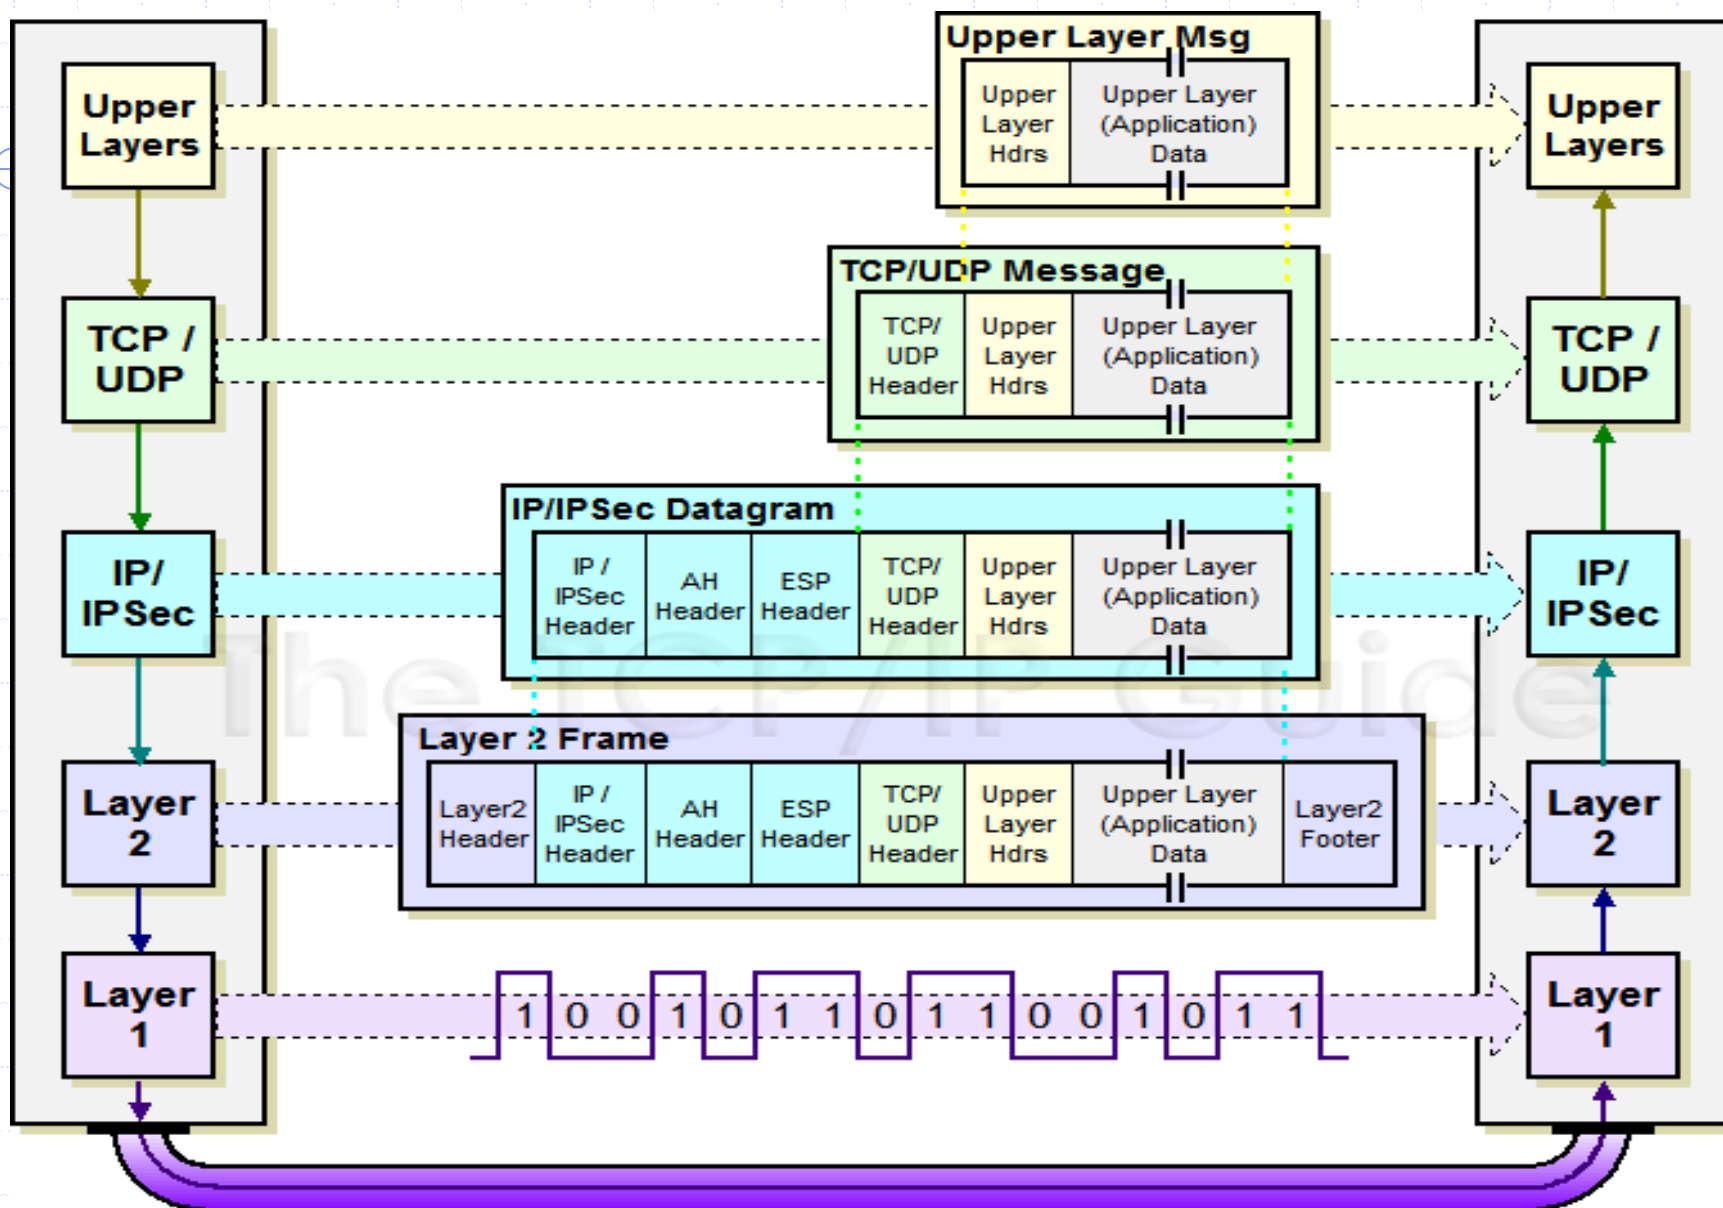 Upper Layer Msg
Upper
Layers
Upper
Layer
Hdrs
Upper Layer
(Application)
Data
Upper
Layers
TCP/UDP Message
TCP /
UDP
TCP/
UDP
Header
Upper
Layer
Hdrs
Upper Layer
(Application)
Data
TCP /
UDP
IP/IPSec Datagram
IP/
IPSec
IP /
IPSec
Header
AH
Header
ESP
Header
TCP/
UDP
Header
Upper
Layer
Hdrs
Upper Layer
(Application)
Data
IP/
IPSec
The TCP/IP Guide
Layer 2 Frame
Layer
2
Layer2
Header
IP /
IPSec
Header
AH
Header
ESP
Header
TCP/
UDP
Header
Upper
Layer
Hdrs
Upper Layer
(Application)
Data
Layer2
Footer
Layer
2
Layer
1
1 0 0 1 0 1 1 0 1 1 0 0 1 0 1 1
Layer
1